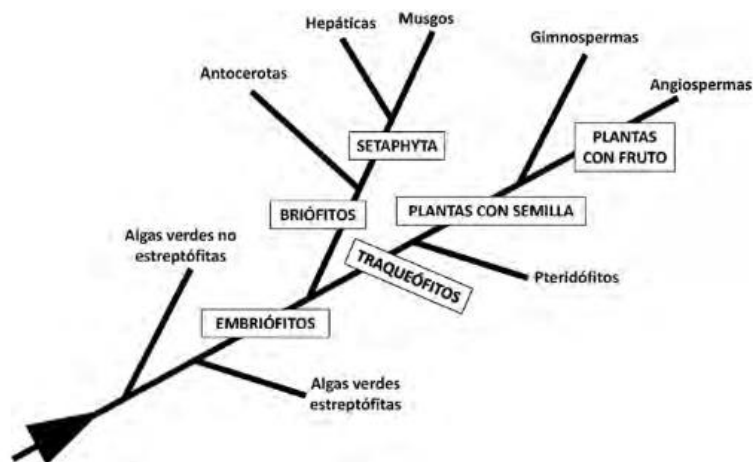 Hepáticas
Musgos
Gimnospermas
Antocerotas
Angiospermas
SETAPHYTA
PLANTAS
CON FRUTO
BRIÓFITOS
PLANTAS CON SEMILLA
Algas verdes no
estreptófitas
TRAQUEÓFITOS
Pteridófitos
EMBRIÓFITOS
Algas verdes
estreptófitas